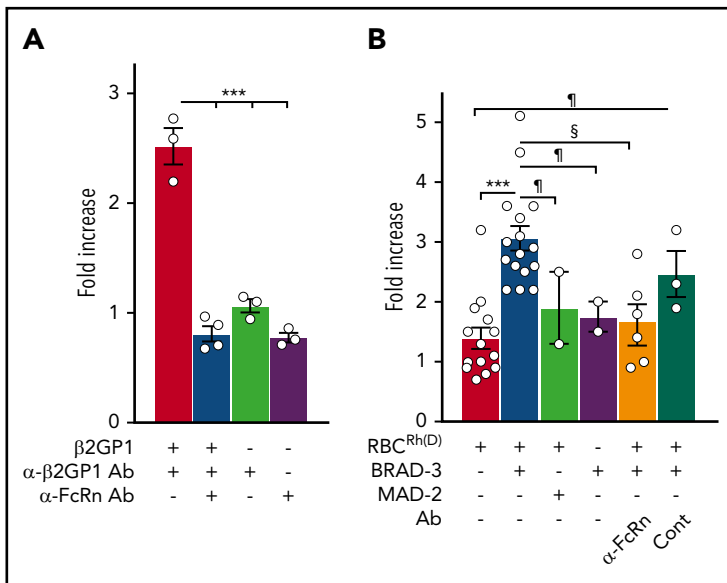 A
B
***
¶
§
¶
***
¶
Fold increase
3
2
1
0
Fold increase
5
4
3
2
1
0
β2GP1 + + - -
α-β2GP1 Ab + + + -
α-FcRn Ab - + - +
RBC^Rh(D) + + + - + +
BRAD-3 - + - + + +
MAD-2 - - + - - -
Ab - - - - α-FcRn Cont